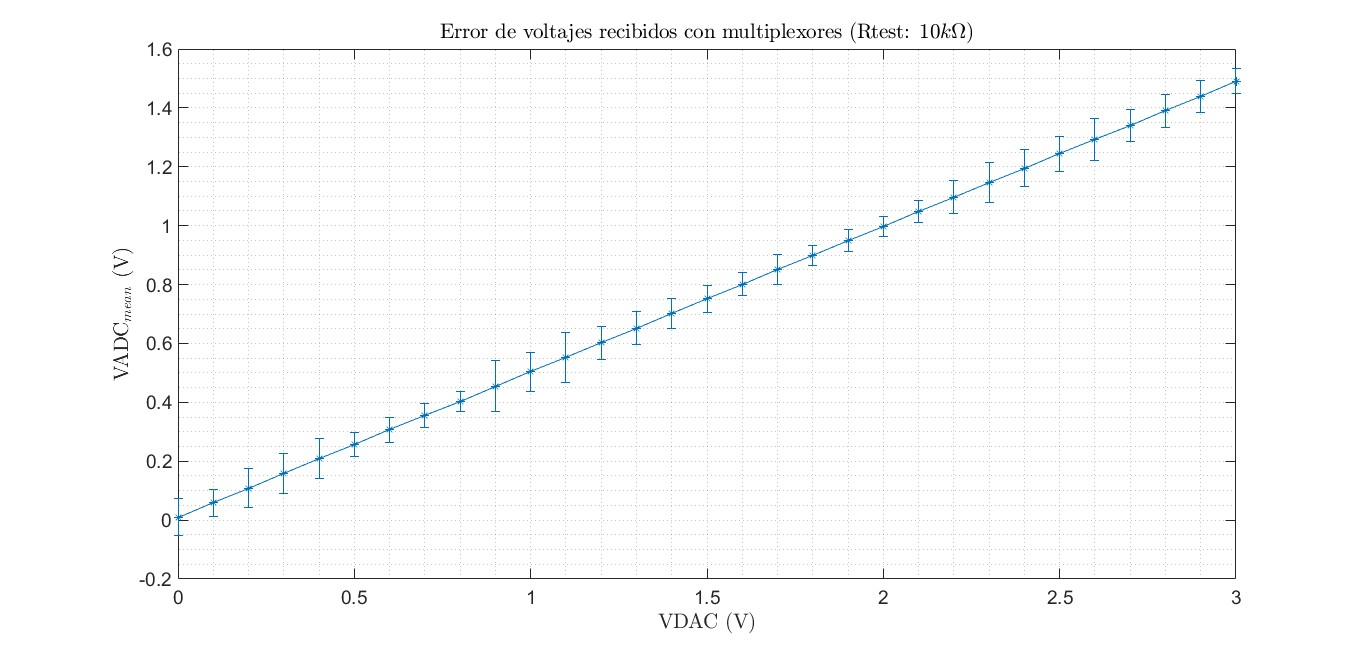 Error de voltajes recibidos con multiplexores (Rtest: 10kΩ)
1.6
1.4
1.2
1
0.8
0.6
0.4
0.2
0
-0.2
VADCmean (V)
0 0.5 1 1.5 2 2.5 3
VDAC (V)